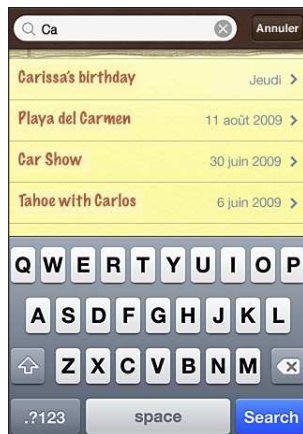 Ca Annuler
Carissa's birthday Jeudi
Playa del Carmen 11 août 2009
Car Show 30 juin 2009
Tahoe with Carlos 6 juin 2009
Q W E R T Y U I O P
A S D F G H J K L
Z X C V B N M
.?123 space Search